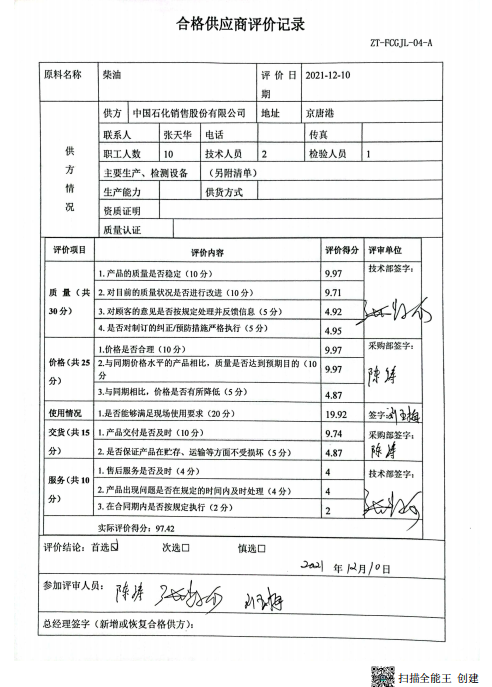 合格供应商评价记录
ZT-FCGJL-04-A
原料名称 柴油 评价日期 2021-12-10
供方情况
供方 中国石化销售股份有限公司 地址 京唐港
联系人 张天华 电话 传真
职工人数 10 技术人员 2 检验人员 1
主要生产、检测设备 （另附清单）
生产能力 供货方式
资质证明
质量认证
评价项目 评价内容 评价得分 评审单位
质量（共30分） 1.产品的质量是否稳定（10分） 9.97 技术部签字：
2.对目前的质量状况是否进行改进（10分） 9.71
3.对顾客的意见是否按规定处理并反馈信息（5分） 4.92
4.是否对制订的纠正/预防措施严格执行（5分） 4.95
价格（共25分） 1.价格是否合理（10分） 9.97 采购部签字：
2.与同期价格水平的产品相比，质量是否达到预期目的（10分 9.97 陈涛
3.与同期相比，价格是否有所降低（5分） 4.87
使用情况 1.是否能够满足现场使用要求（20分） 19.92 签字：刘玉梅
交货（共15分） 1.产品交付是否及时（10分） 9.74 采购部签字：
2.是否保证产品在贮存、运输等方面不受损坏（5分） 4.87 陈涛
服务（共10分） 1.售后服务是否及时（4分） 4 技术部签字：
2.产品出现问题是否在规定的时间内及时处理（4分） 4
3.在合同期内是否按规定执行（2分） 2
实际评价得分：97.42
评价结论：首选☑ 次选□ 慎选□
2021 年 12 月 10 日
参加评审人员： 陈涛 刘玉梅
总经理签字（新增或恢复合格供方）：
扫描全能王 创建